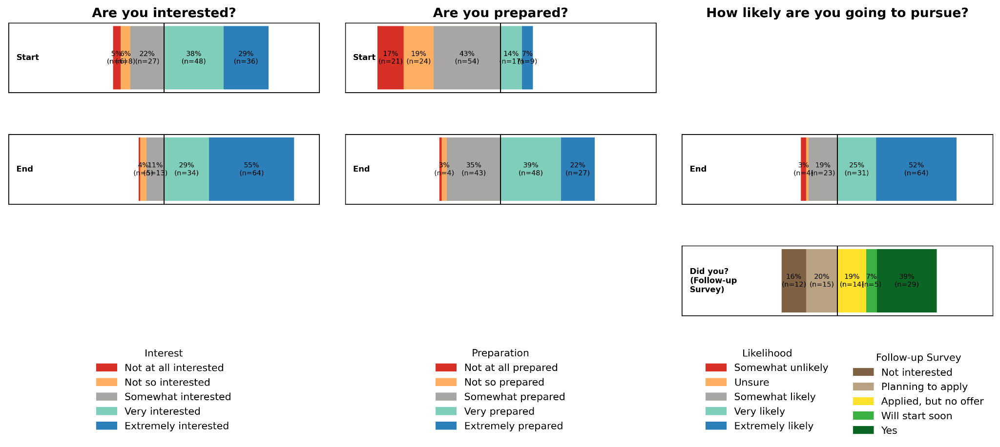 Are you interested?
Are you prepared?
How likely are you going to pursue?
Start
5%
(n=6)
6%
(n=8)
22%
(n=27)
38%
(n=48)
29%
(n=36)
Start
17%
(n=21)
19%
(n=24)
43%
(n=54)
14%
(n=17)
7%
(n=9)
End
4%
(n=5)
11%
(n=13)
29%
(n=34)
55%
(n=64)
End
3%
(n=4)
35%
(n=43)
39%
(n=48)
22%
(n=27)
End
3%
(n=4)
19%
(n=23)
25%
(n=31)
52%
(n=64)
Did you?
(Follow-up
Survey)
16%
(n=12)
20%
(n=15)
19%
(n=14)
7%
(n=5)
39%
(n=29)
Interest
Not at all interested
Not so interested
Somewhat interested
Very interested
Extremely interested
Preparation
Not at all prepared
Not so prepared
Somewhat prepared
Very prepared
Extremely prepared
Likelihood
Somewhat unlikely
Unsure
Somewhat likely
Very likely
Extremely likely
Follow-up Survey
Not interested
Planning to apply
Applied, but no offer
Will start soon
Yes